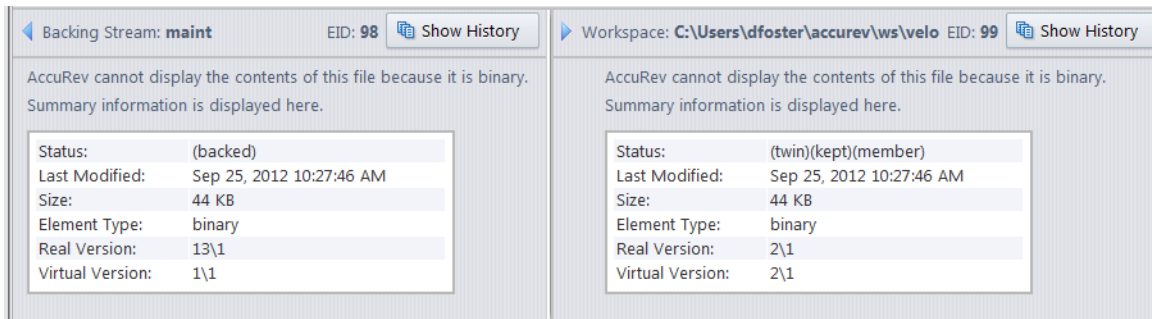 Backing Stream: maint EID: 98 Show History
AccuRev cannot display the contents of this file because it is binary.
Summary information is displayed here.
Status: (backed)
Last Modified: Sep 25, 2012 10:27:46 AM
Size: 44 KB
Element Type: binary
Real Version: 13\1
Virtual Version: 1\1
Workspace: C:\Users\dfoster\accurev\ws\velo EID: 99 Show History
AccuRev cannot display the contents of this file because it is binary.
Summary information is displayed here.
Status: (twin)(kept)(member)
Last Modified: Sep 25, 2012 10:27:46 AM
Size: 44 KB
Element Type: binary
Real Version: 2\1
Virtual Version: 2\1